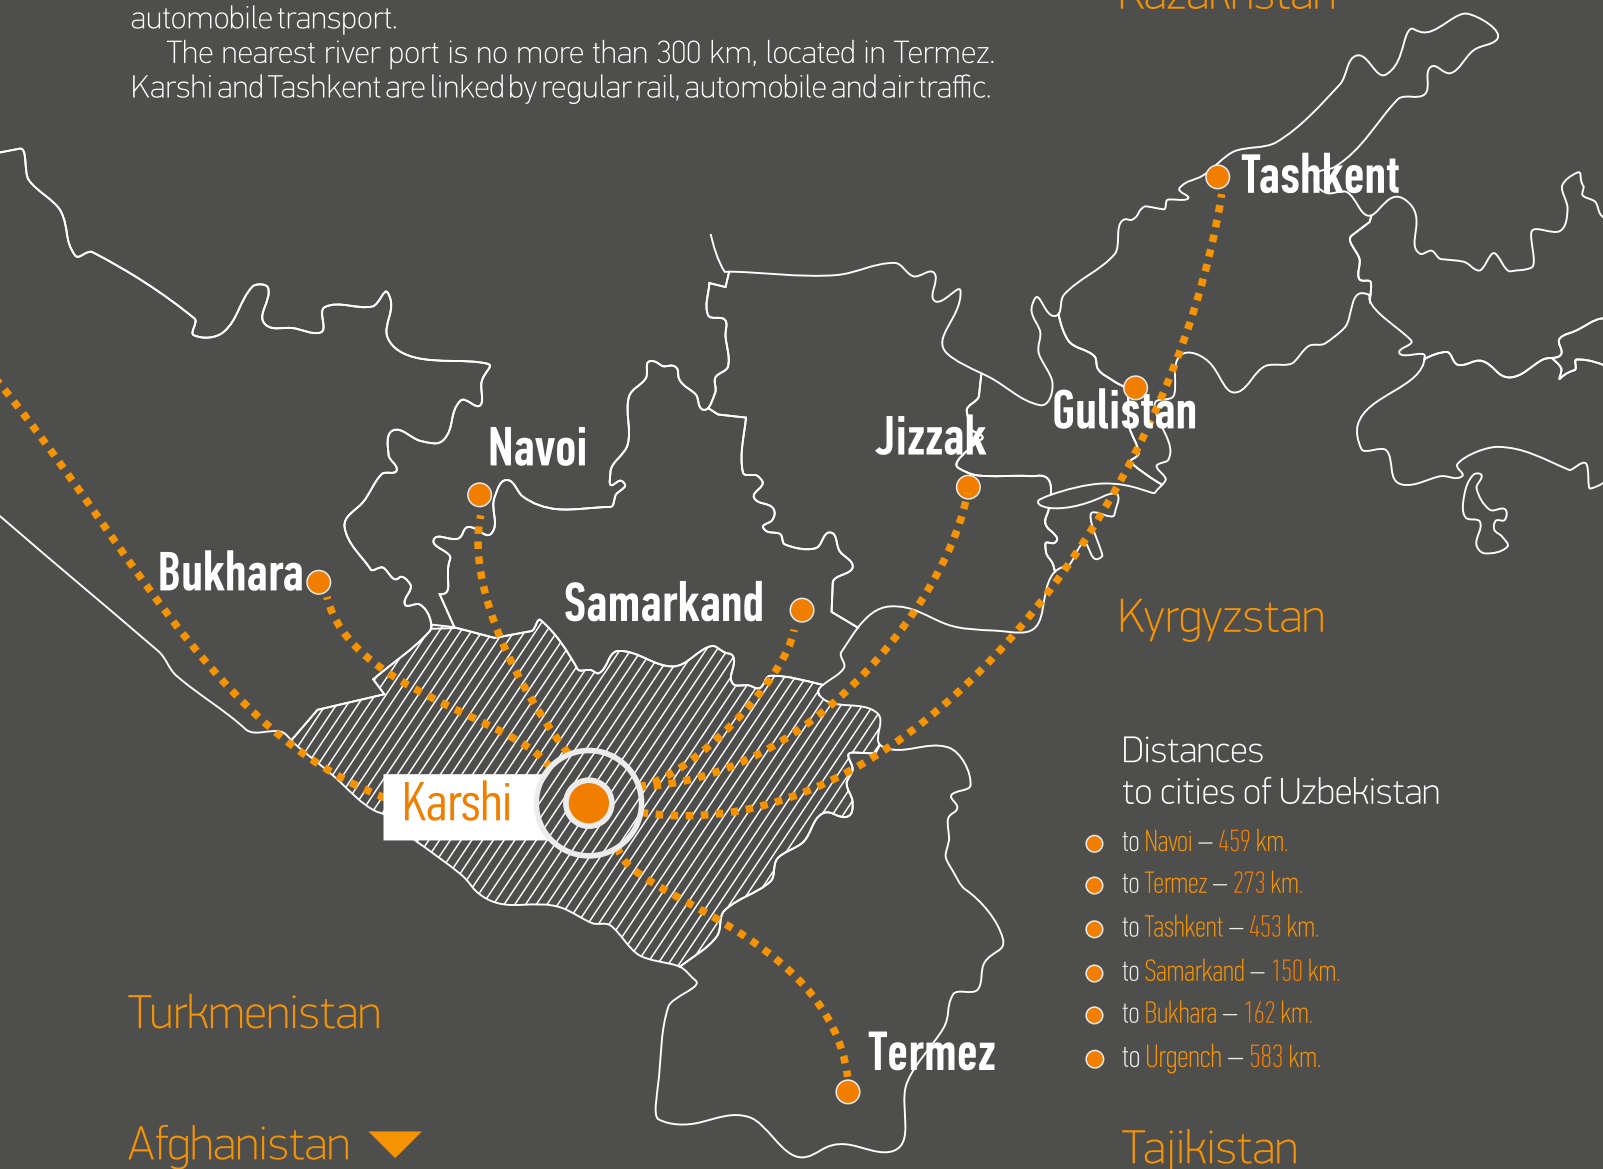 automobile transport.
Kazakhstan
The nearest river port is no more than 300 km, located in Termez.
Karshi and Tashkent are linked by regular rail, automobile and air traffic.
Tashkent
Gulistan
Jizzak
Navoi
Bukhara
Samarkand
Kyrgyzstan
Karshi
Distances
to cities of Uzbekistan
to Navoi – 459 km.
to Termez – 273 km.
to Tashkent – 453 km.
to Samarkand – 150 km.
to Bukhara – 162 km.
to Urgench – 583 km.
Turkmenistan
Termez
Afghanistan
Tajikistan